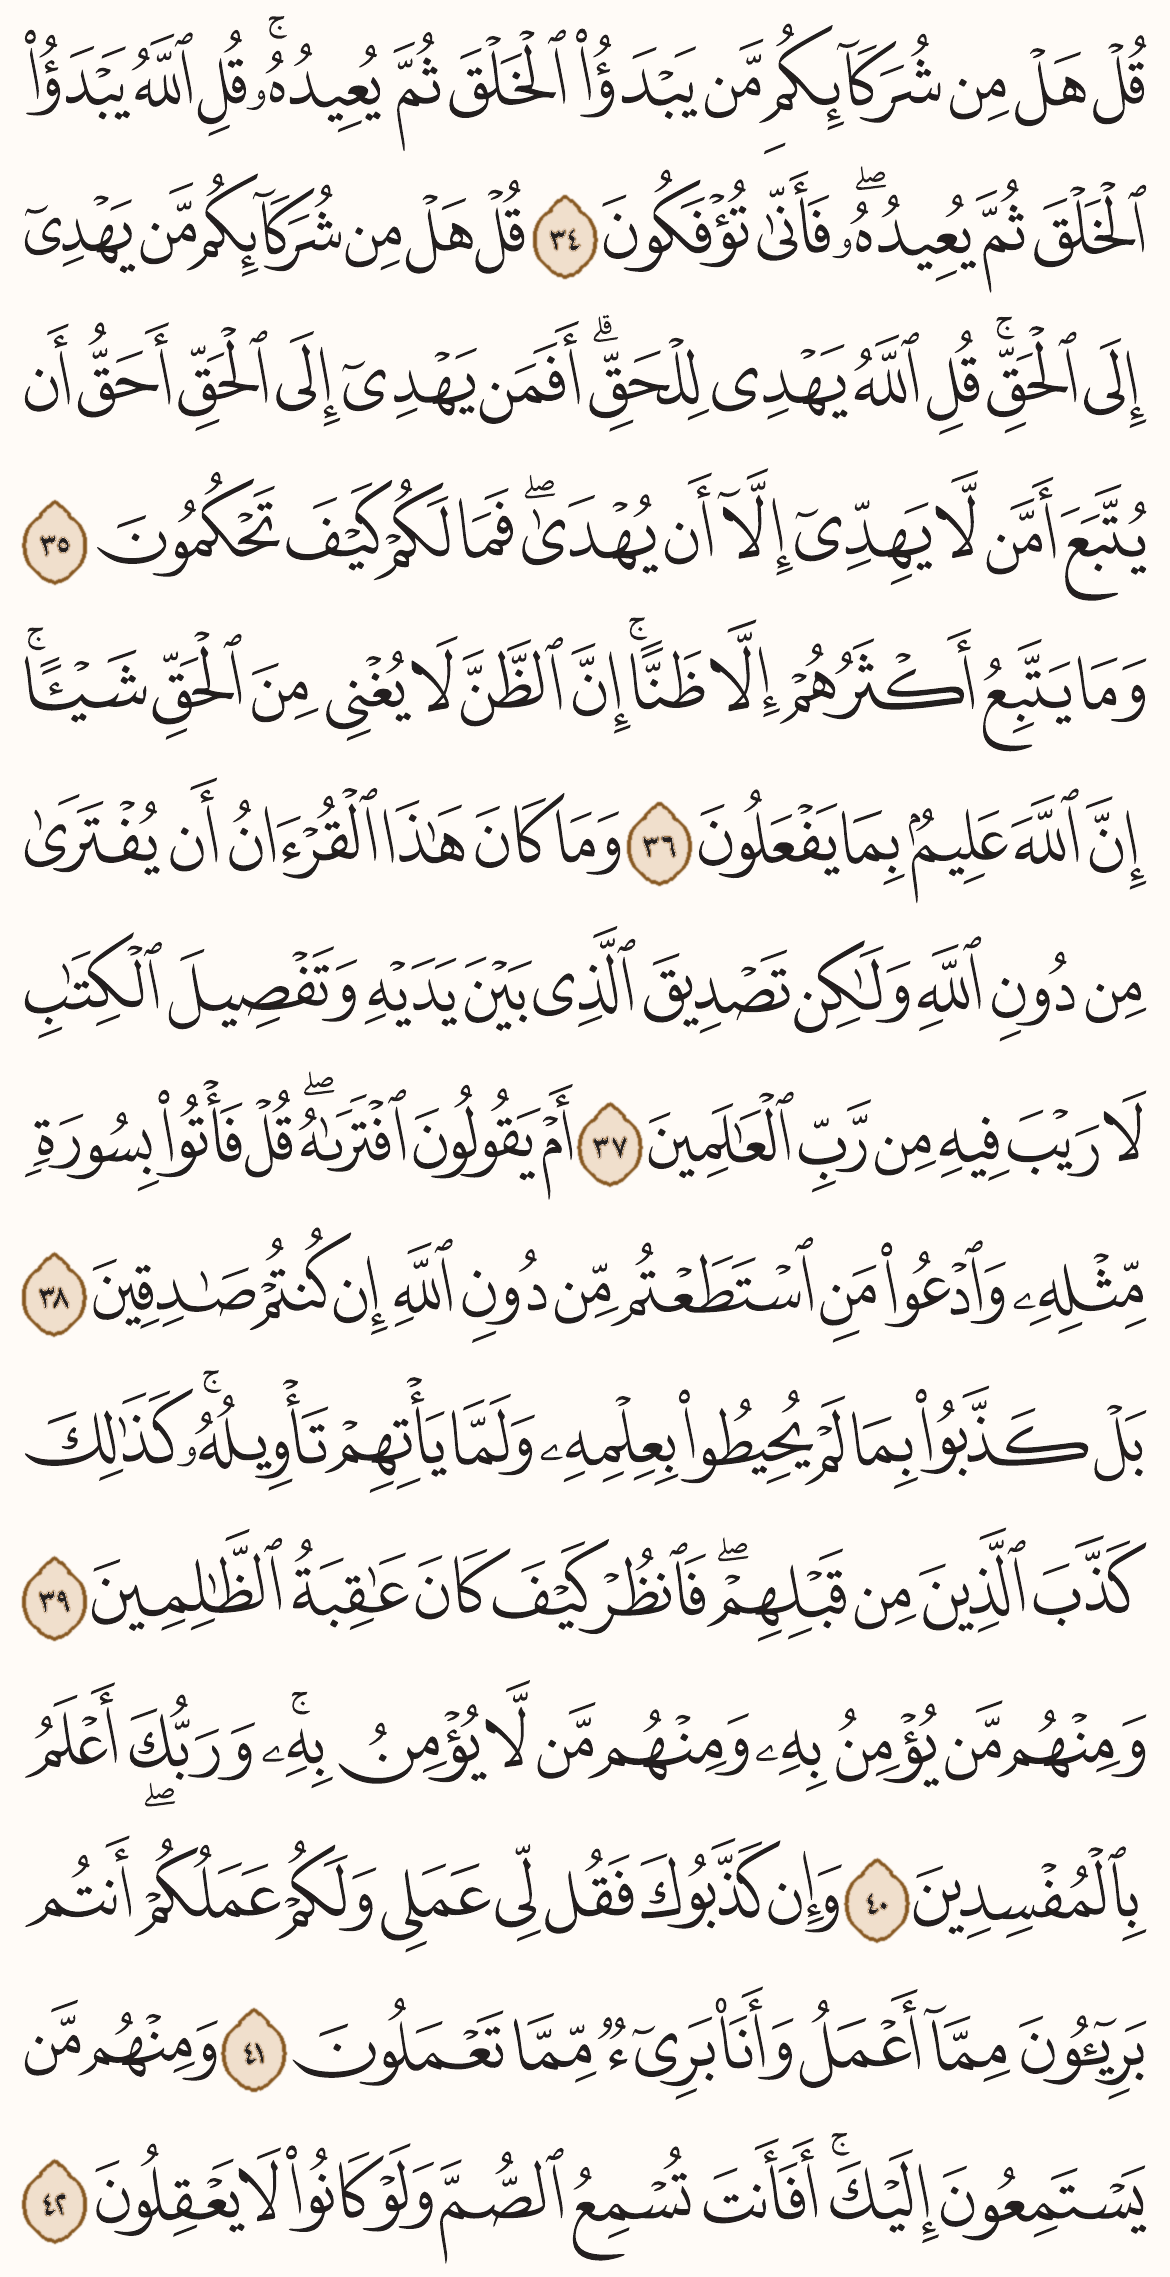 قُلْ هَلْ مِن شُرَكَآئِكُم مَّن يَبْدَؤُا۟ ٱلْخَلْقَ ثُمَّ يُعِيدُهُۥ ۚ قُلِ ٱللَّهُ يَبْدَؤُا۟
ٱلْخَلْقَ ثُمَّ يُعِيدُهُۥ ۖ فَأَنَّىٰ تُؤْفَكُونَ ٣٤ قُلْ هَلْ مِن شُرَكَآئِكُم مَّن يَهْدِىٓ
إِلَى ٱلْحَقِّ ۚ قُلِ ٱللَّهُ يَهْدِى لِلْحَقِّ ۗ أَفَمَن يَهْدِىٓ إِلَى ٱلْحَقِّ أَحَقُّ أَن
يُتَّبَعَ أَمَّن لَّا يَهِدِّىٓ إِلَّآ أَن يُهْدَىٰ ۖ فَمَا لَكُمْ كَيْفَ تَحْكُمُونَ ٣٥
وَمَا يَتَّبِعُ أَكْثَرُهُمْ إِلَّا ظَنًّا ۚ إِنَّ ٱلظَّنَّ لَا يُغْنِى مِنَ ٱلْحَقِّ شَيْـًٔا ۚ
إِنَّ ٱللَّهَ عَلِيمٌۢ بِمَا يَفْعَلُونَ ٣٦ وَمَا كَانَ هَـٰذَا ٱلْقُرْءَانُ أَن يُفْتَرَىٰ
مِن دُونِ ٱللَّهِ وَلَـٰكِن تَصْدِيقَ ٱلَّذِى بَيْنَ يَدَيْهِ وَتَفْصِيلَ ٱلْكِتَـٰبِ
لَا رَيْبَ فِيهِ مِن رَّبِّ ٱلْعَـٰلَمِينَ ٣٧ أَمْ يَقُولُونَ ٱفْتَرَىٰهُ ۖ قُلْ فَأْتُوا۟ بِسُورَةٍ
مِّثْلِهِۦ وَٱدْعُوا۟ مَنِ ٱسْتَطَعْتُم مِّن دُونِ ٱللَّهِ إِن كُنتُمْ صَـٰدِقِينَ ٣٨
بَلْ كَذَّبُوا۟ بِمَا لَمْ يُحِيطُوا۟ بِعِلْمِهِۦ وَلَمَّا يَأْتِهِمْ تَأْوِيلُهُۥ ۚ كَذَٰلِكَ
كَذَّبَ ٱلَّذِينَ مِن قَبْلِهِمْ ۖ فَٱنظُرْ كَيْفَ كَانَ عَـٰقِبَةُ ٱلظَّـٰلِمِينَ ٣٩
وَمِنْهُم مَّن يُؤْمِنُ بِهِۦ وَمِنْهُم مَّن لَّا يُؤْمِنُ بِهِۦ ۚ وَرَبُّكَ أَعْلَمُ
بِٱلْمُفْسِدِينَ ٤٠ وَإِن كَذَّبُوكَ فَقُل لِّى عَمَلِى وَلَكُمْ عَمَلُكُمْ ۖ أَنتُم
بَرِيٓـُٔونَ مِمَّآ أَعْمَلُ وَأَنَا۠ بَرِىٓءٌ مِّمَّا تَعْمَلُونَ ٤١ وَمِنْهُم مَّن
يَسْتَمِعُونَ إِلَيْكَ ۚ أَفَأَنتَ تُسْمِعُ ٱلصُّمَّ وَلَوْ كَانُوا۟ لَا يَعْقِلُونَ ٤٢